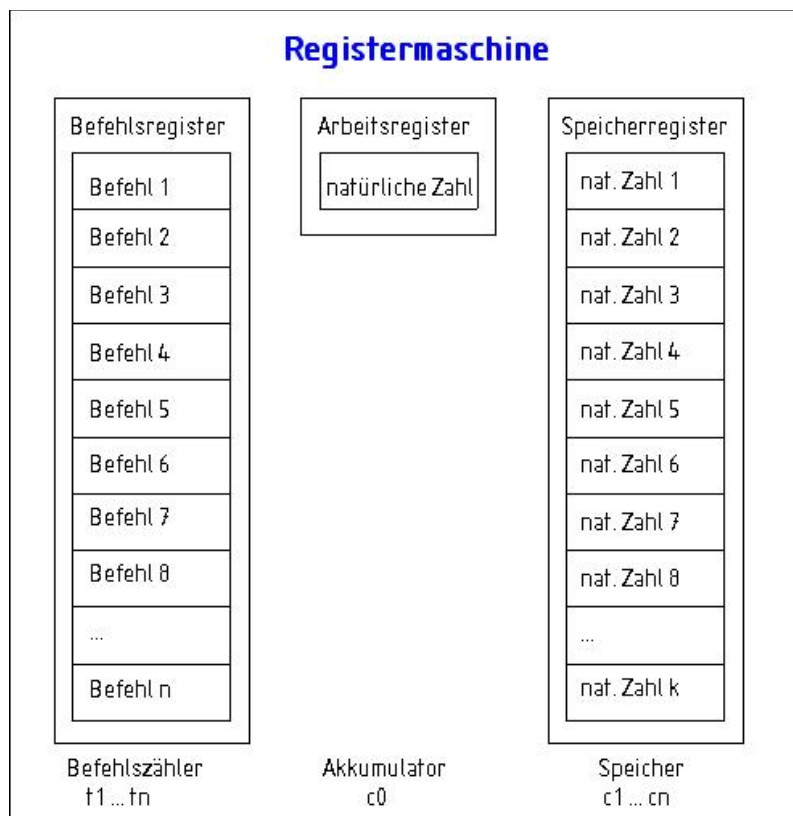 Registermaschine
Befehlsregister
Befehl 1
Befehl 2
Befehl 3
Befehl 4
Befehl 5
Befehl 6
Befehl 7
Befehl 8
...
Befehl n
Befehlszähler
t1 ... tn
Arbeitsregister
natürliche Zahl
Akkumulator
c0
Speicherregister
nat. Zahl 1
nat. Zahl 2
nat. Zahl 3
nat. Zahl 4
nat. Zahl 5
nat. Zahl 6
nat. Zahl 7
nat. Zahl 8
...
nat. Zahl k
Speicher
c1 ... cn